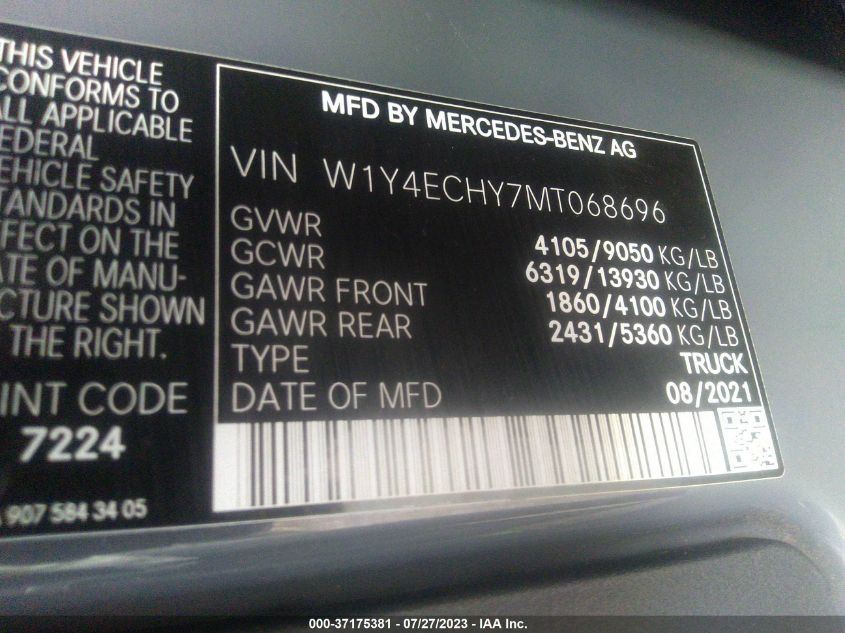 THIS VEHICLE
CONFORMS TO
ALL APPLICABLE
FEDERAL
VEHICLE SAFETY
STANDARDS IN
EFFECT ON THE
DATE OF MANU-
FACTURE SHOWN
THE RIGHT.
INT CODE
7224
907 584 34 05
MFD BY MERCEDES-BENZ AG
VIN W1Y4ECHY7MT068696
GVWR 4105/9050 KG/LB
GCWR 6319/13930 KG/LB
GAWR FRONT 1860/4100 KG/LB
GAWR REAR 2431/5360 KG/LB
TYPE TRUCK
DATE OF MFD 08/2021
000-37175381 / 07/27/2023 - IAA Inc.